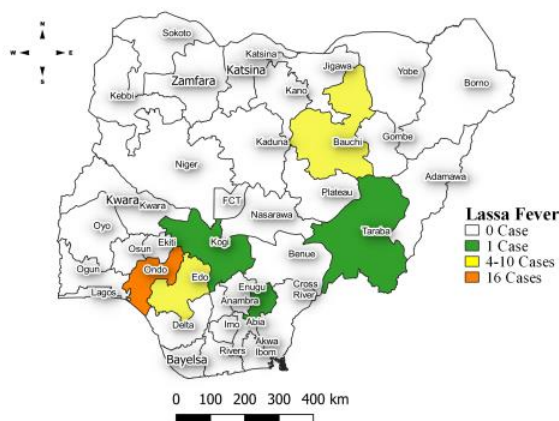 N
W E
S
Sokoto
Katsina
Jigawa
Zamfara
Katsina
Yobe
Borno
Kebbi
Kano
Kaduna
Bauchi
Gombe
Niger
Adamawa
Plateau
Kwara
Kwara
FCT
Nasarawa
Taraba
Oyo
Osun
Ekiti
Kogi
Benue
Ogun
Ondo
Edo
Lagos
Enugu
Anambra
Cross
River
Delta
Imo
Abia
Bayelsa
Rivers
Akwa
Ibom
Lassa Fever
0 Case
1 Case
4-10 Cases
16 Cases
0 100 200 300 400 km